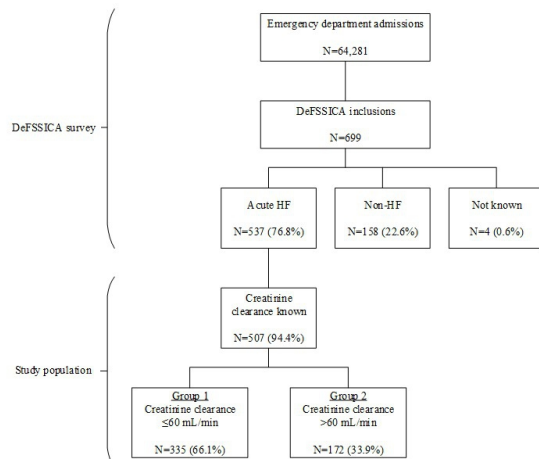 Emergency department admissions
N=64,281
DeFSSICA survey
DeFSSICA inclusions
N=699
Acute HF
N=537 (76.8%)
Non-HF
N=158 (22.6%)
Not known
N=4 (0.6%)
Creatinine
clearance known
N=507 (94.4%)
Study population
Group 1
Creatinine clearance
≤60 mL/min
N=335 (66.1%)
Group 2
Creatinine clearance
>60 mL/min
N=172 (33.9%)